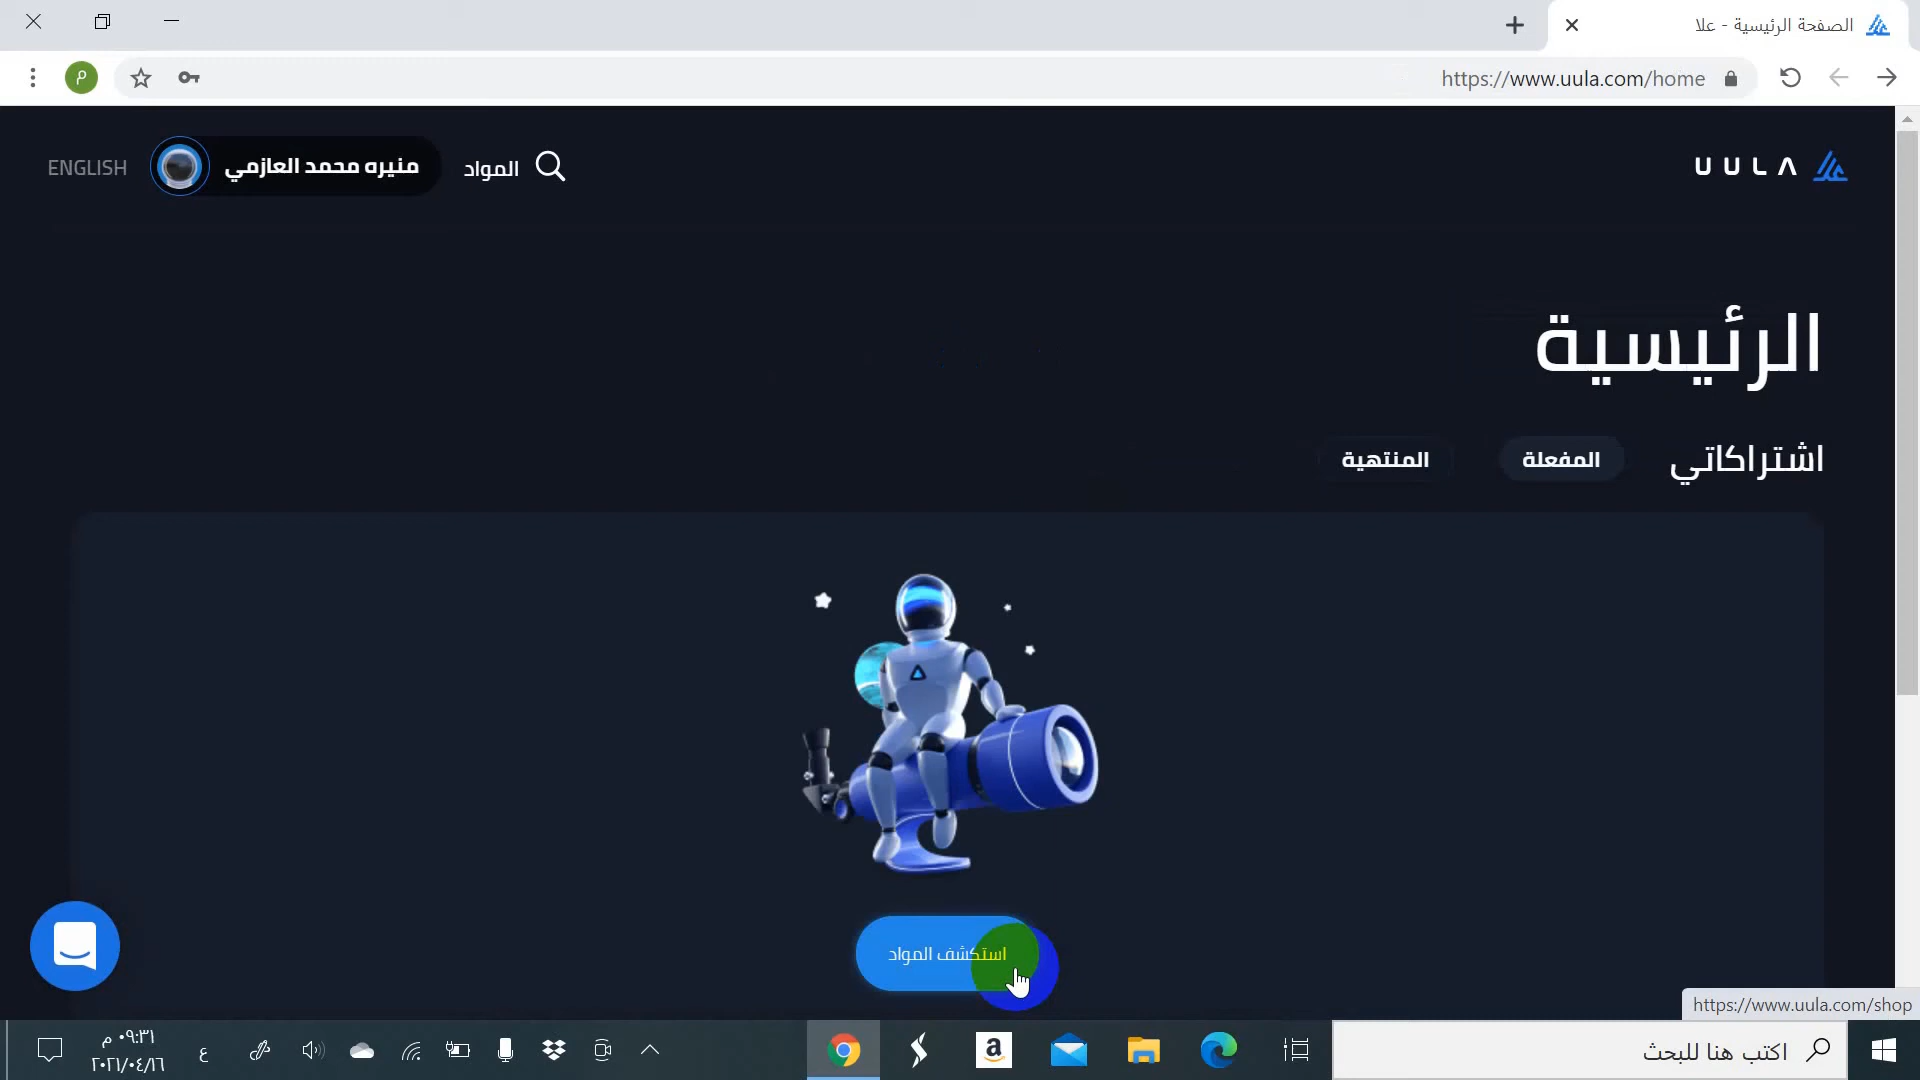 الصفحة الرئيسية - علا
https://www.uula.com/home
م
UULA
المواد
منيره محمد العازمي
ENGLISH
الرئيسية
اشتراكاتي
المفعلة
المنتهية
استكشف المواد
https://www.uula.com/shop
اكتب هنا للبحث
a
ع
٠٩:٣١ م
٢٠٢١/٠٤/١٦